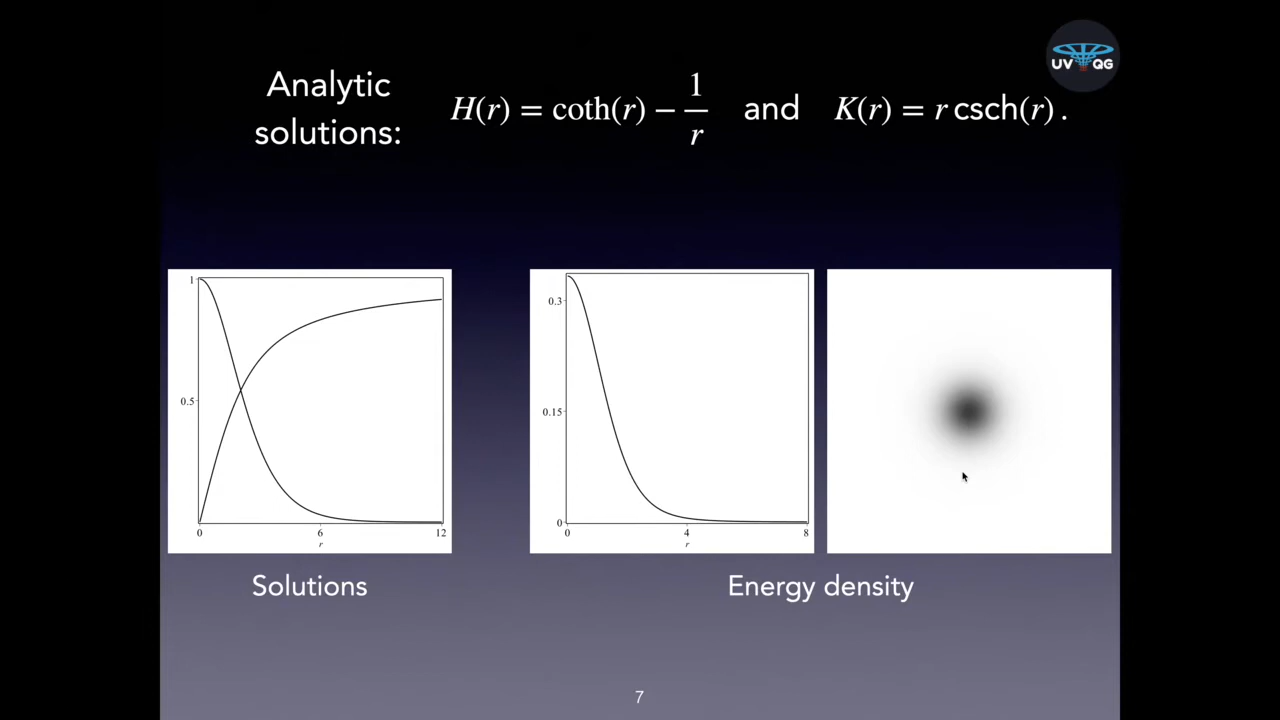 UV QG
Analytic
solutions:
H(r) = coth(r) − 1/r and K(r) = r csch(r) .
1
0.5
0 6 12
r
0.3
0.15
0
0 4 8
r
Solutions
Energy density
7